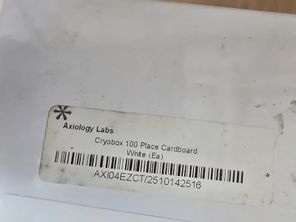 Axiology Labs
Cryobox 100 Place Cardboard
White (Ea)
AXI04EZCT/2510142516